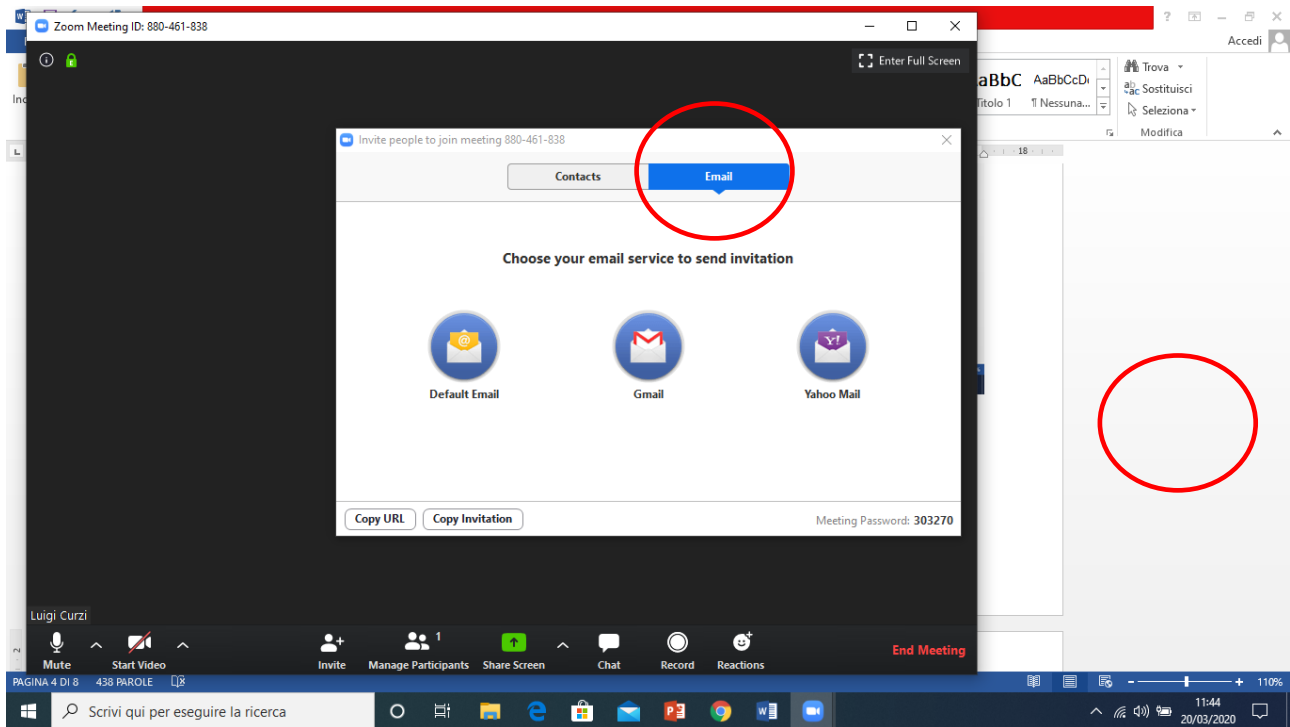 Zoom Meeting ID: 880-461-838
Accedi
Enter Full Screen
Trova
Sostituisci
Seleziona
Modifica
aBbC AaBbCcD
Titolo 1 ¶ Nessuna...
18
Invite people to join meeting 880-461-838
Contacts Email
Choose your email service to send invitation
Default Email Gmail Yahoo Mail
Copy URL Copy Invitation Meeting Password: 303270
Luigi Curzi
1
Mute Start Video Invite Manage Participants Share Screen Chat Record Reactions End Meeting
PAGINA 4 DI 8 438 PAROLE 110%
Scrivi qui per eseguire la ricerca
11:44
20/03/2020